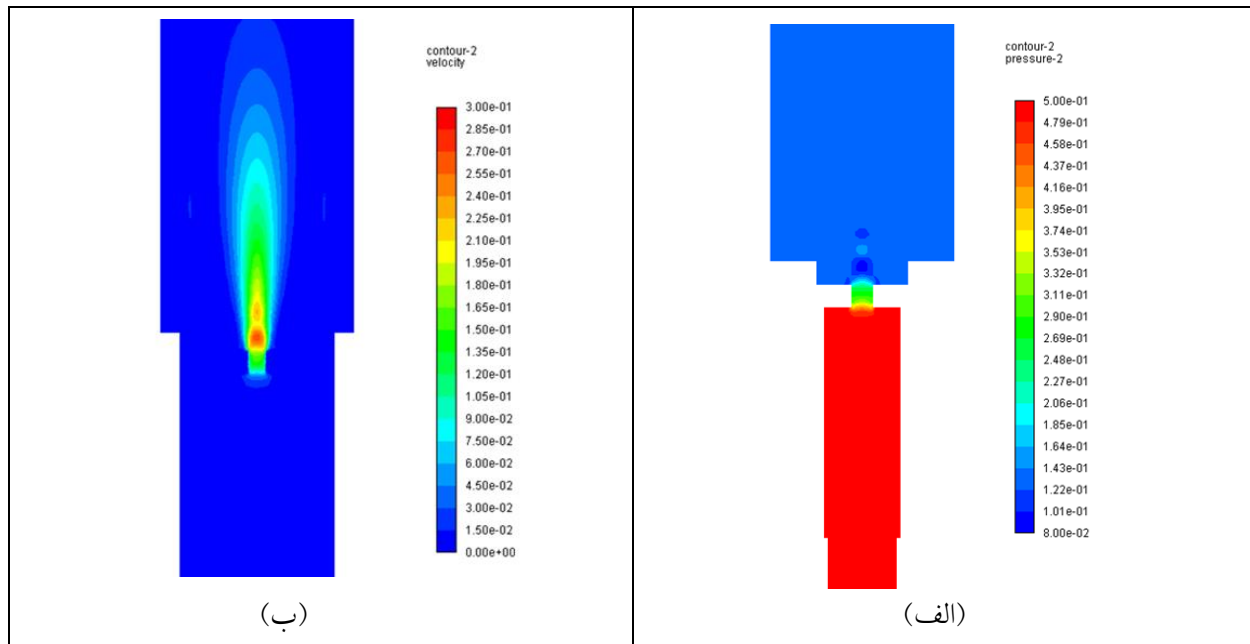 contour-2
velocity
3.00e-01
2.85e-01
2.70e-01
2.55e-01
2.40e-01
2.25e-01
2.10e-01
1.95e-01
1.80e-01
1.65e-01
1.50e-01
1.35e-01
1.20e-01
1.05e-01
9.00e-02
7.50e-02
6.00e-02
4.50e-02
3.00e-02
1.50e-02
0.00e+00
(ب)
contour-2
pressure-2
5.00e-01
4.79e-01
4.58e-01
4.37e-01
4.16e-01
3.95e-01
3.74e-01
3.53e-01
3.32e-01
3.11e-01
2.90e-01
2.69e-01
2.48e-01
2.27e-01
2.06e-01
1.85e-01
1.64e-01
1.43e-01
1.22e-01
1.01e-01
8.00e-02
(الف)